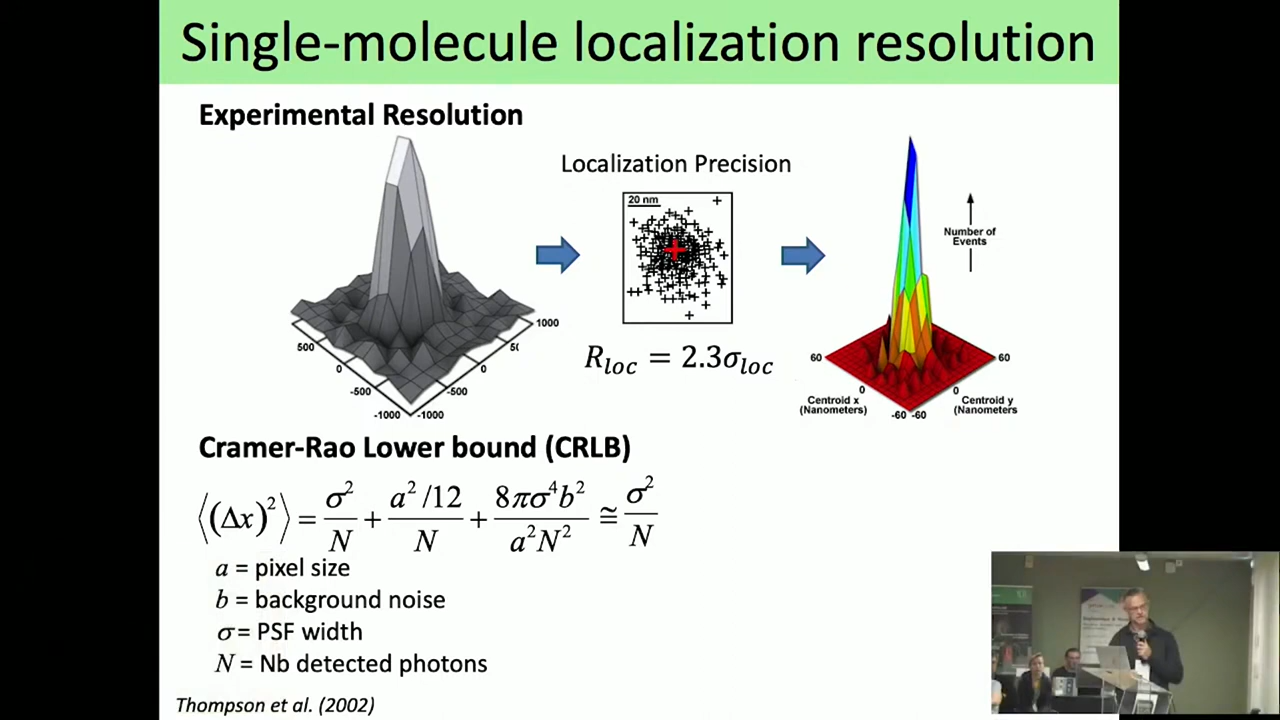 Single-molecule localization resolution
Experimental Resolution
Localization Precision
20 nm
Number of
Events
1000
500
0
-500
-1000
-1000
-500
0
5(
R_loc = 2.3σ_loc
60
0
-60
-60
0
60
Centroid x
(Nanometers)
Centroid y
(Nanometers
Cramer-Rao Lower bound (CRLB)
⟨(Δx)²⟩ = σ²/N + (a²/12)/N + 8πσ⁴b²/(a²N²) ≅ σ²/N
a = pixel size
b = background noise
σ = PSF width
N = Nb detected photons
Thompson et al. (2002)